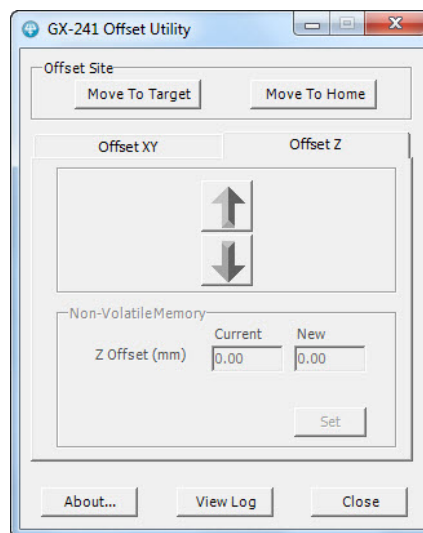 GX-241 Offset Utility
Offset Site
Move To Target Move To Home
Offset XY Offset Z
Non-VolatileMemory
Current New
Z Offset (mm) 0.00 0.00
Set
About... View Log Close